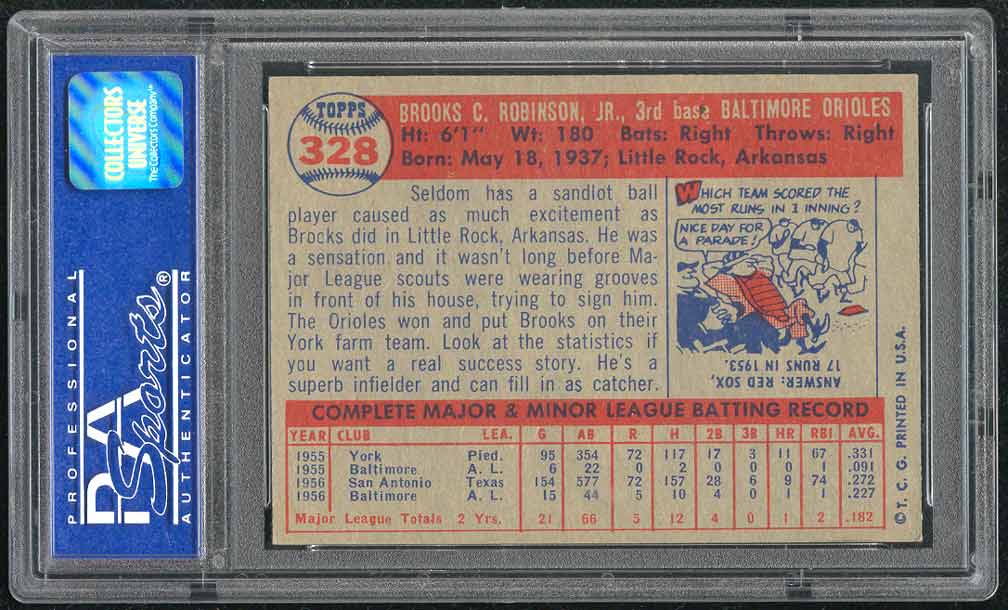 COLLECTORS
UNIVERSE
The Collectors Company™
PROFESSIONAL
PSA
Sports®
AUTHENTICATOR
TOPPS
328
BROOKS C. ROBINSON, JR., 3rd base BALTIMORE ORIOLES
Ht: 6'1" Wt: 180 Bats: Right Throws: Right
Born: May 18, 1937; Little Rock, Arkansas
Seldom has a sandlot ball
player caused as much excitement as
Brooks did in Little Rock, Arkansas. He was
a sensation and it wasn't long before Ma-
jor League scouts were wearing grooves
in front of his house, trying to sign him.
The Orioles won and put Brooks on their
York farm team. Look at the statistics if
you want a real success story. He's a
superb infielder and can fill in as catcher.
WHICH TEAM SCORED THE
MOST RUNS IN 1 INNING?
NICE DAY FOR
A PARADE!
ANSWER: RED SOX,
17 RUNS IN 1953.
COMPLETE MAJOR & MINOR LEAGUE BATTING RECORD
YEAR CLUB LEA. G AB R H 2B 3B HR RBI AVG.
1955 York Pied. 95 354 72 117 17 3 11 67 .331
1955 Baltimore A. L. 6 22 0 2 0 0 0 1 .091
1956 San Antonio Texas 154 577 72 157 28 6 9 74 .272
1956 Baltimore A. L. 15 44 5 10 4 0 1 1 .227
Major League Totals 2 Yrs. 21 66 5 12 4 0 1 2 .182
© T. C. G. PRINTED IN U.S.A.